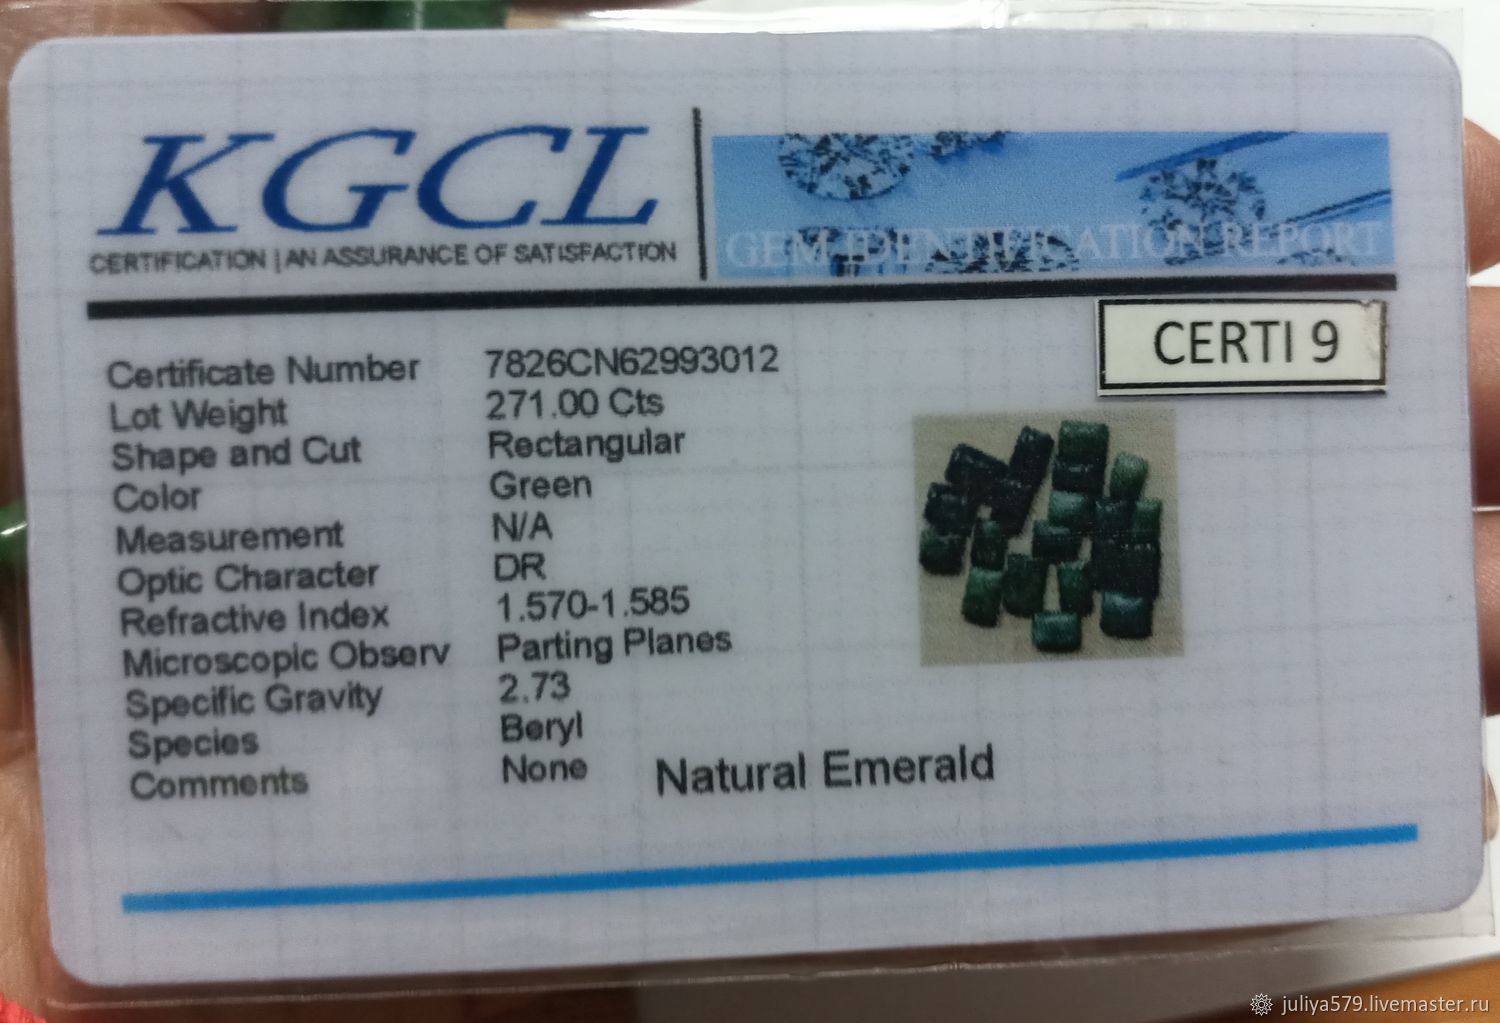 KGCL
CERTIFICATION | AN ASSURANCE OF SATISFACTION
GEM IDENTIFICATION REPORT
CERTI 9
Certificate Number 7826CN62993012
Lot Weight 271.00 Cts
Shape and Cut Rectangular
Color Green
Measurement N/A
Optic Character DR
Refractive Index 1.570-1.585
Microscopic Observ Parting Planes
Specific Gravity 2.73
Species Beryl
Comments None Natural Emerald
juliya579.livemaster.ru